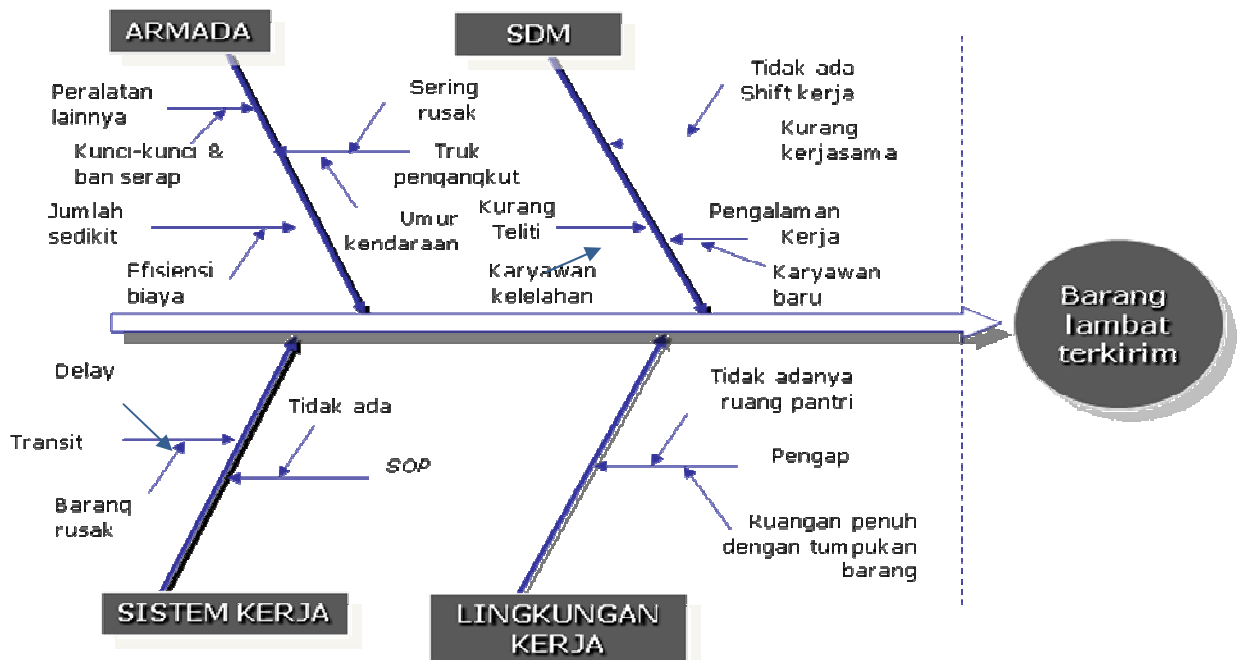 ARMADA
SDM
Peralatan
lainnya
Kunci-kunci &
ban serap
Jumlah
sedikit
Efisiensi
biaya
Sering
rusak
Truk
pengangkut
Umur
kendaraan
Tidak ada
Shift kerja
Kurang
kerjasama
Kurang
Teliti
Karyawan
kelelahan
Pengalaman
Kerja
Karyawan
baru
Barang
lambat
terkirim
Delay
Transit
Barang
rusak
Tidak ada
SOP
Tidak adanya
ruang pantri
Pengap
Ruangan penuh
dengan tumpukan
barang
SISTEM KERJA
LINGKUNGAN
KERJA